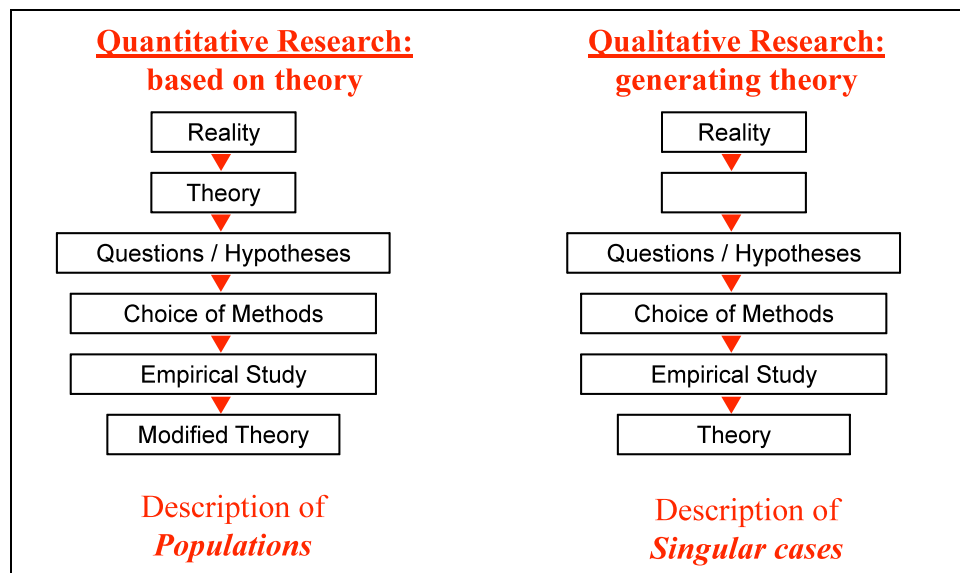 Quantitative Research:
based on theory
Reality
Theory
Questions / Hypotheses
Choice of Methods
Empirical Study
Modified Theory
Description of
Populations
Qualitative Research:
generating theory
Reality
Questions / Hypotheses
Choice of Methods
Empirical Study
Theory
Description of
Singular cases